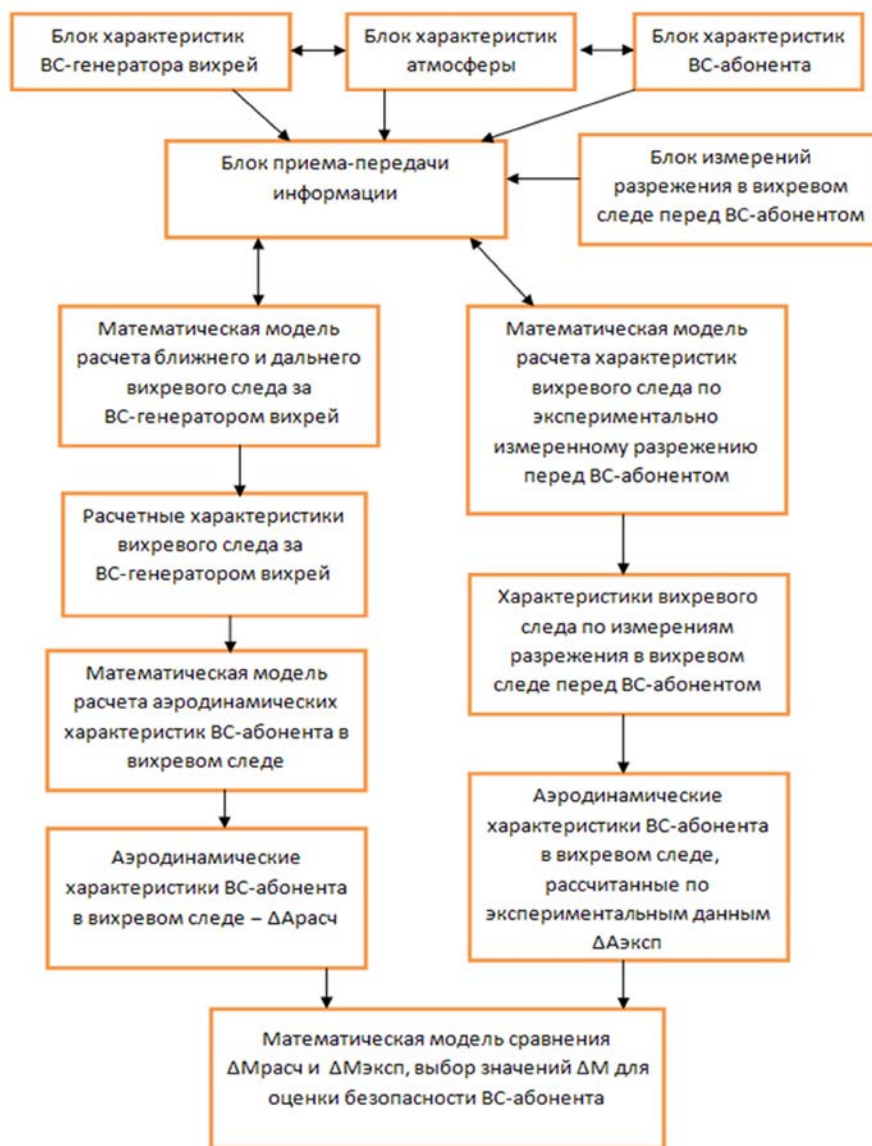 Блок характеристик
ВС-генератора вихрей
Блок характеристик
атмосферы
Блок характеристик
ВС-абонента
Блок приема-передачи
информации
Блок измерений
разрежения в вихревом
следе перед ВС-абонентом
Математическая модель
расчета ближнего и дальнего
вихревого следа за
ВС-генератором вихрей
Расчетные характеристики
вихревого следа за
ВС-генератором вихрей
Математическая модель
расчета аэродинамических
характеристик ВС-абонента в
вихревом следе
Аэродинамические
характеристики ВС-абонента
в вихревом следе – ΔAрасч
Математическая модель
расчета характеристик
вихревого следа по
экспериментально
измеренному разрежению
перед ВС-абонентом
Характеристики вихревого
следа по измерениям
разрежения в вихревом
следе перед ВС-абонентом
Аэродинамические
характеристики ВС-абонента
в вихревом следе,
рассчитанные по
экспериментальным данным
ΔAэксп
Математическая модель сравнения
ΔMрасч и ΔMэксп, выбор значений ΔM для
оценки безопасности ВС-абонента